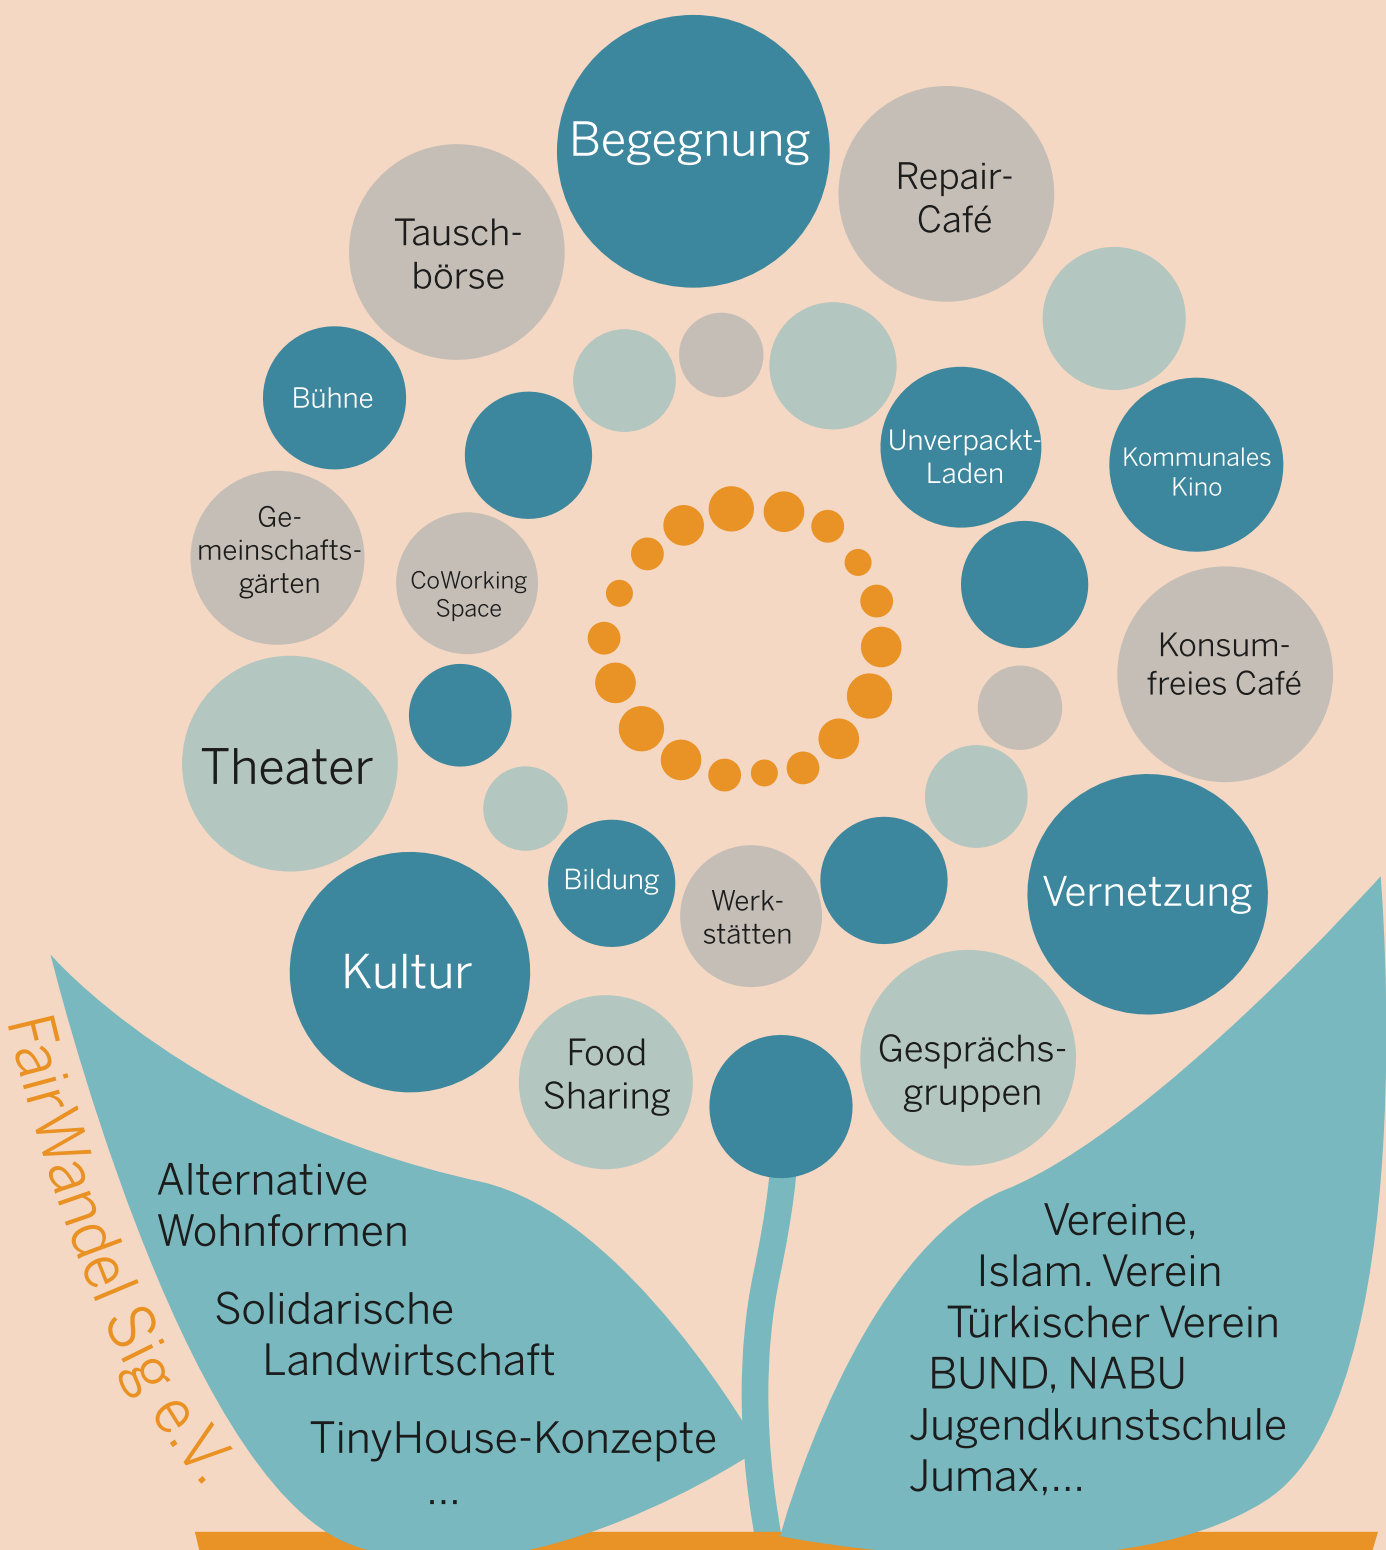 Begegnung
Repair-
Café
Tausch-
börse
Bühne
Unverpackt-
Laden
Kommunales
Kino
Ge-
meinschafts-
gärten
CoWorking
Space
Konsum-
freies Café
Theater
Bildung
Werk-
stätten
Vernetzung
Kultur
Food
Sharing
Gesprächs-
gruppen
FairWandel Sig e.V.
Alternative
Wohnformen
Solidarische
Landwirtschaft
TinyHouse-Konzepte
...
Vereine,
Islam. Verein
Türkischer Verein
BUND, NABU
Jugendkunstschule
Jumax,...